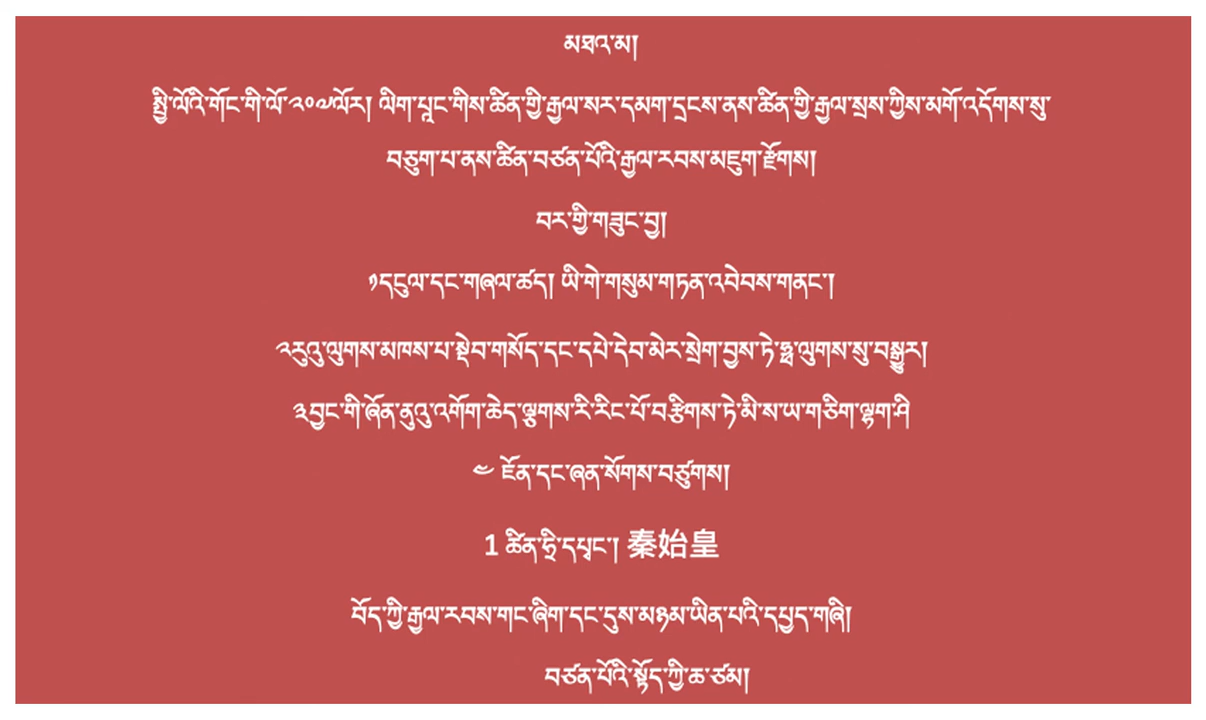 མཐའ་མ།
སྤྱི་ལོའི་གོང་གི་ལོ་༢༠༧ལོར། ལིག་པྰང་གིས་ཚིན་གྱི་རྒྱལ་སར་དམག་དྲངས་ནས་ཚིན་གྱི་རྒྱལ་སྲས་ཀྱིས་མགོ་འདོགས་སུ་
བཅུག་པ་ནས་ཚིན་བཙན་པོའི་རྒྱལ་རབས་མཇུག་རྫོགས།
བར་གྱི་གཟུང་བྱ།
༡དངུལ་དང་གཞལ་ཚད། ཡི་གེ་གསུམ་གཏན་འབེབས་གནང་།
༢རུའུ་ལུགས་མཁས་པ་སྡེབ་གསོད་དང་དཔེ་དེབ་མེར་སྲེག་བྱས་ཏེ་ཧྥ་ལུགས་སུ་བསྒྱུར།
༣བྱང་གི་ཞོན་ནུའུ་འགོག་ཆེད་ལྕགས་རི་རིང་པོ་བརྩིགས་ཏེ་མི་ས་ཡ་གཅིག་ལྷག་ཤི
༤ ཇོན་དང་ཞན་སོགས་བཙུགས།
1 ཚིན་ཧྲི་དཔྭང་། 秦始皇
བོད་ཀྱི་རྒྱལ་རབས་གང་ཞིག་དང་དུས་མཉམ་ཡིན་པའི་དཔྱད་གཞི།
བཙན་པོའི་སྟོད་ཀྱི་ཆ་ཙམ།